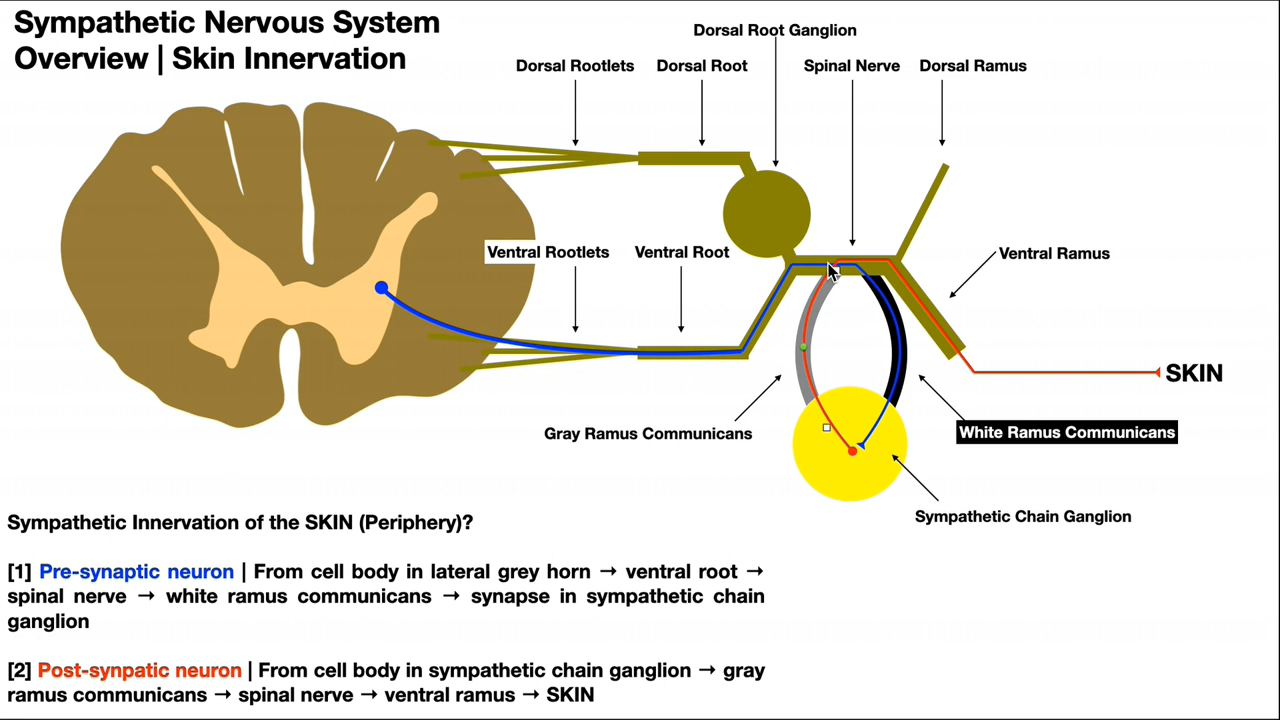 Sympathetic Nervous System
Overview | Skin Innervation
Dorsal Root Ganglion
Dorsal Rootlets
Dorsal Root
Spinal Nerve
Dorsal Ramus
Ventral Rootlets
Ventral Root
Ventral Ramus
SKIN
Gray Ramus Communicans
White Ramus Communicans
Sympathetic Chain Ganglion
Sympathetic Innervation of the SKIN (Periphery)?
[1] Pre-synaptic neuron | From cell body in lateral grey horn → ventral root →
spinal nerve → white ramus communicans → synapse in sympathetic chain
ganglion
[2] Post-synpatic neuron | From cell body in sympathetic chain ganglion → gray
ramus communicans → spinal nerve → ventral ramus → SKIN